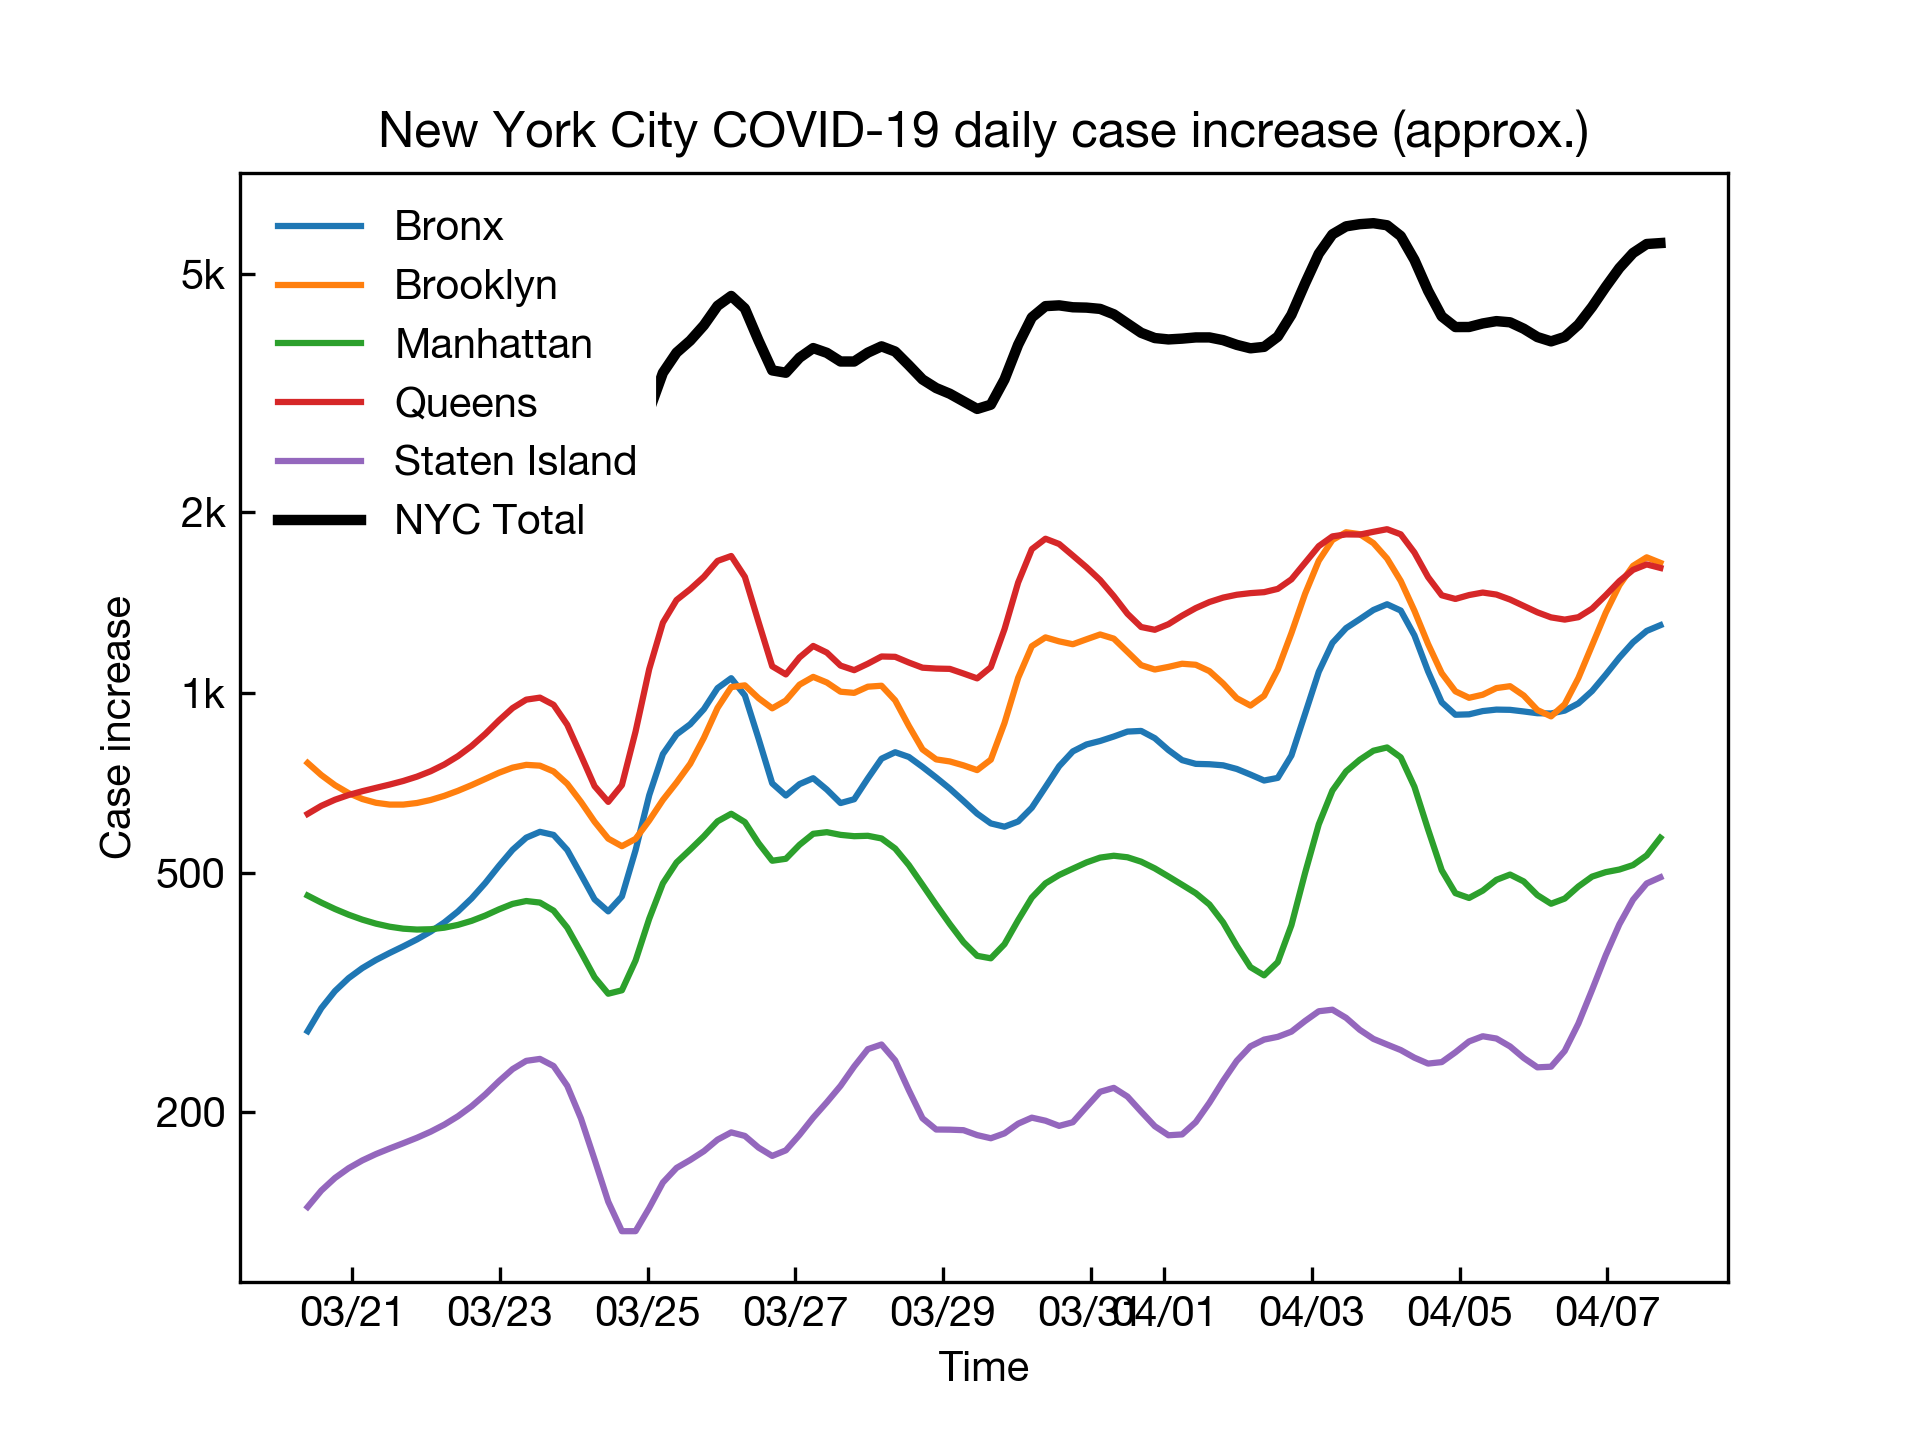 New York City COVID-19 daily case increase (approx.)
Bronx
Brooklyn
Manhattan
Queens
Staten Island
NYC Total
5k
2k
1k
500
200
Case increase
03/21 03/23 03/25 03/27 03/29 03/31 04/01 04/03 04/05 04/07
Time